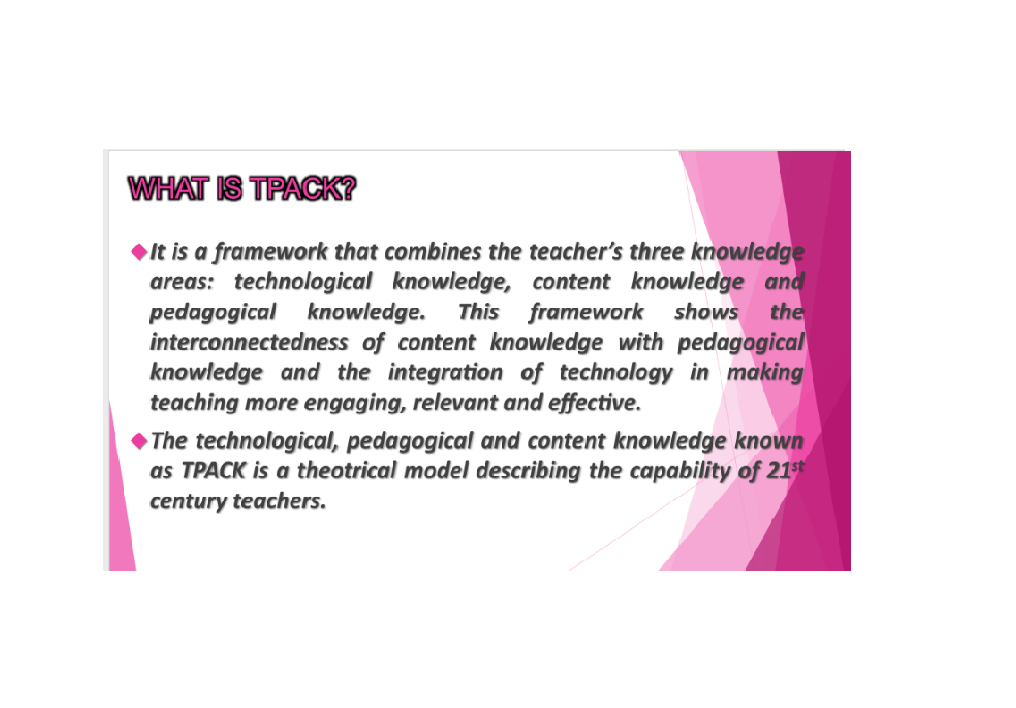 WHAT IS TPACK?
◆It is a framework that combines the teacher’s three knowledge
areas: technological knowledge, content knowledge and
pedagogical knowledge. This framework shows the
interconnectedness of content knowledge with pedagogical
knowledge and the integration of technology in making
teaching more engaging, relevant and effective.
◆The technological, pedagogical and content knowledge known
as TPACK is a theotrical model describing the capability of 21st
century teachers.